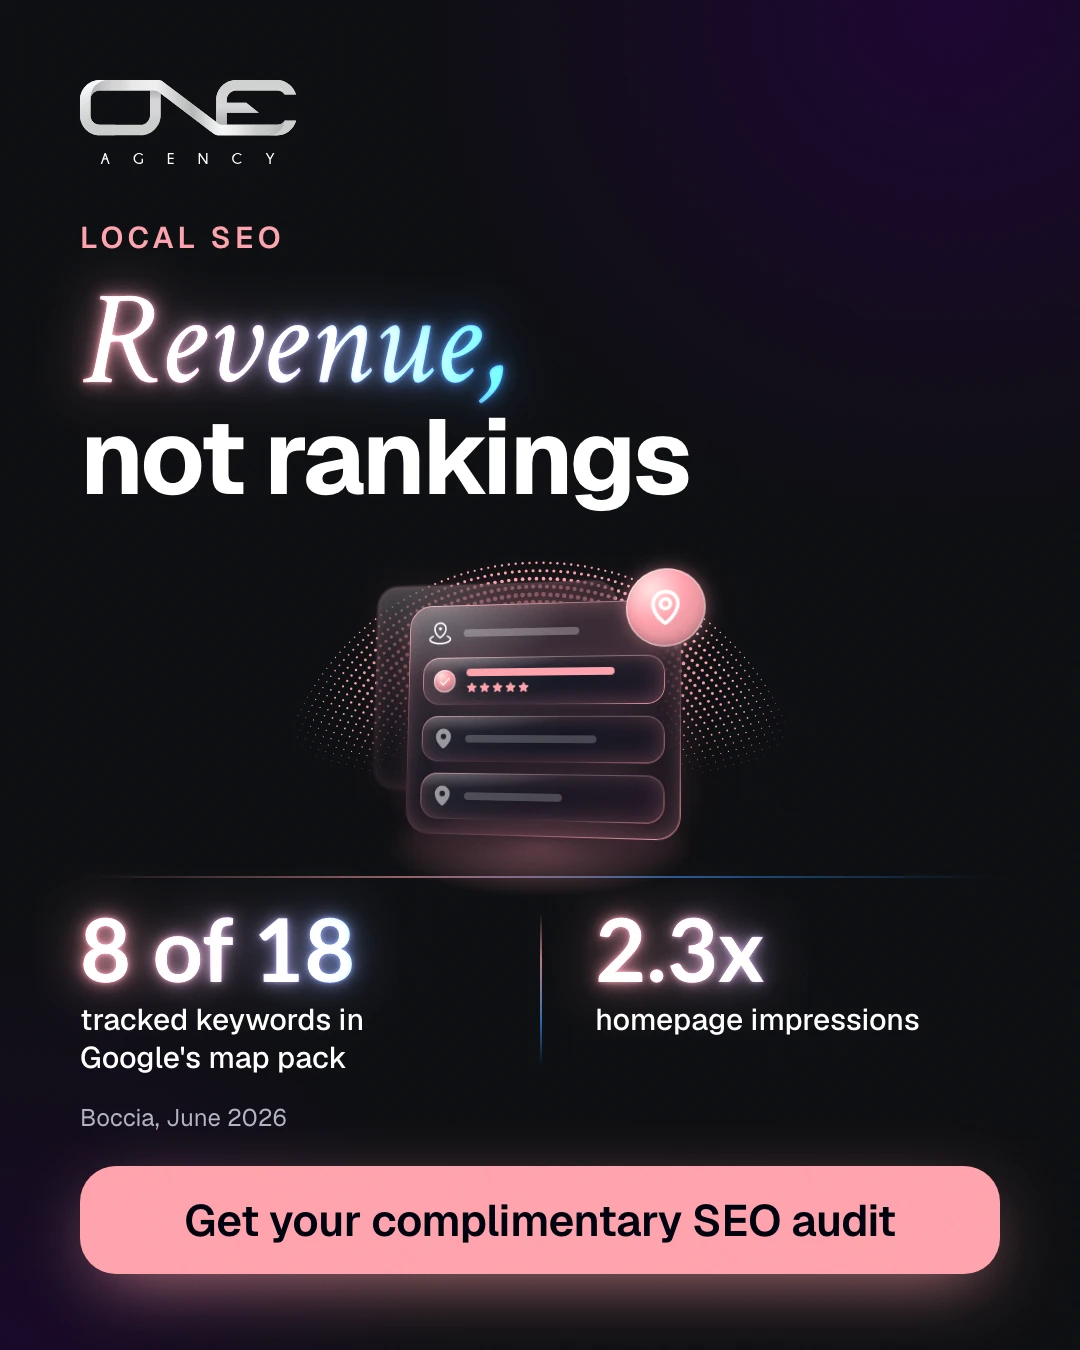 ONE
AGENCY
LOCAL SEO
Revenue,
not rankings
8 of 18
tracked keywords in
Google's map pack
2.3x
homepage impressions
Boccia, June 2026
Get your complimentary SEO audit